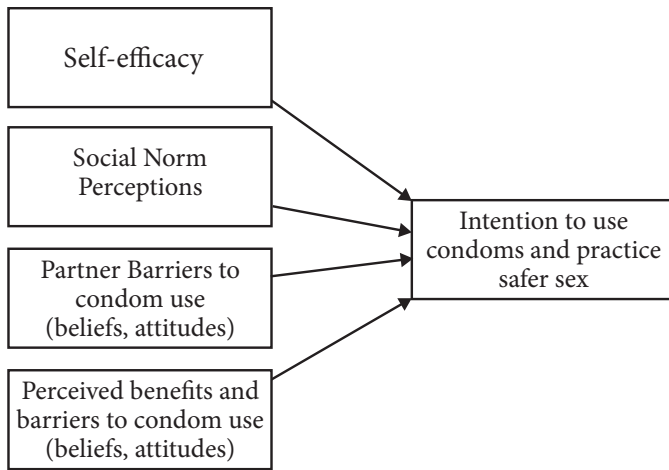 Self-efficacy
Social Norm
Perceptions
Partner Barriers to
condom use
(beliefs, attitudes)
Perceived benefits and
barriers to condom use
(beliefs, attitudes)
Intention to use
condoms and practice
safer sex